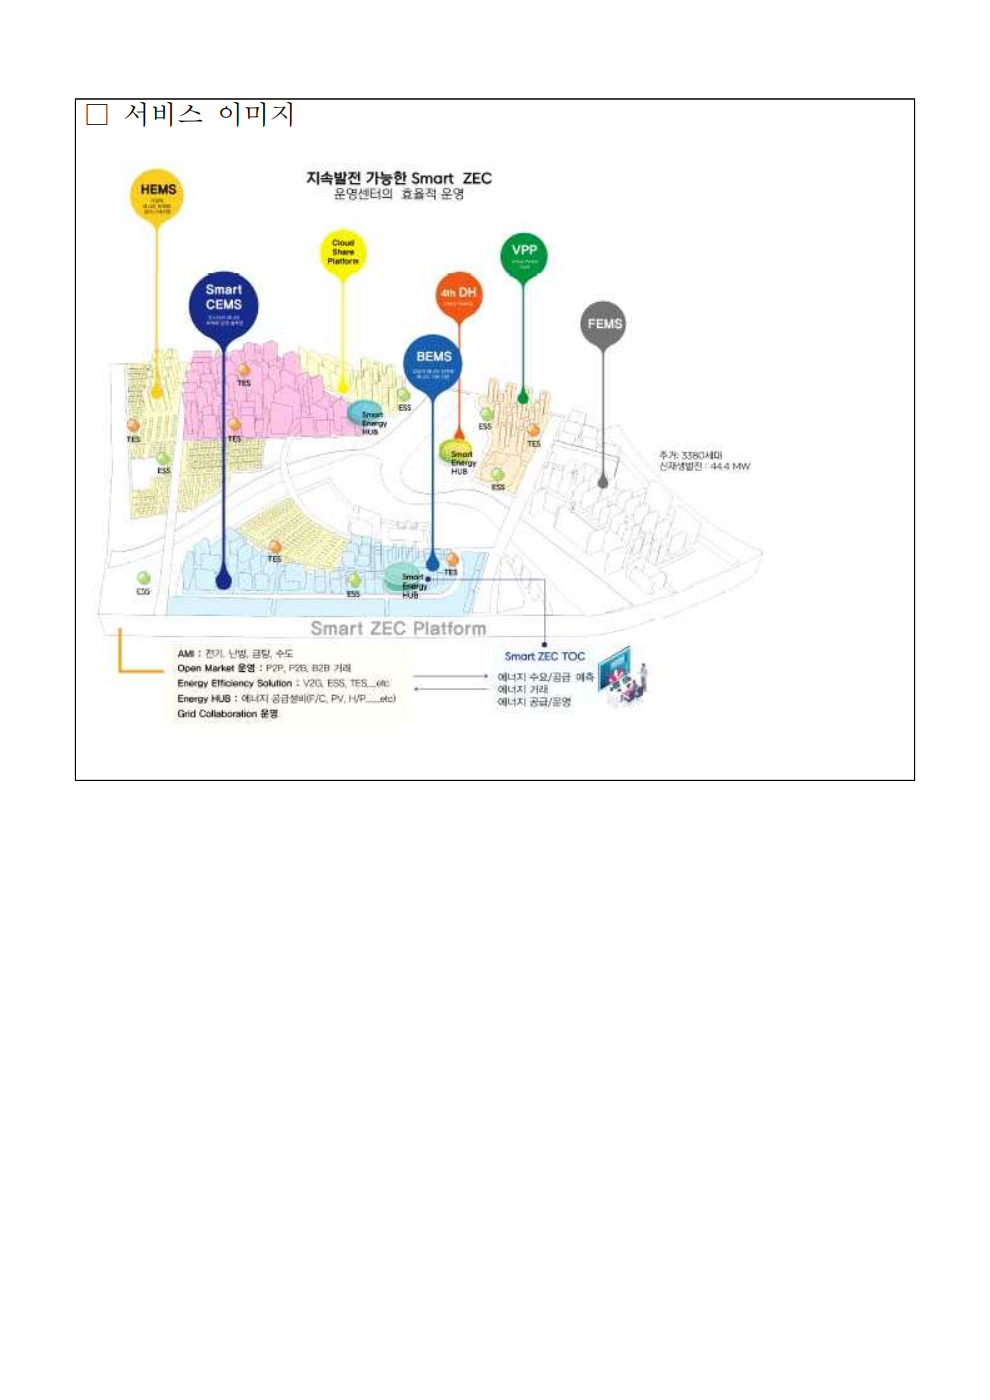 □ 서비스 이미지
지속발전 가능한 Smart ZEC
운영센터의 효율적 운영
HEMS
Cloud
Share
Platform
VPP
Smart
CEMS
4th DH
FEMS
BEMS
TES
ESS
Smart
Energy
HUB
TES
TES
ESS
ESS
TES
Smart
Energy
HUB
ESS
주거: 3380세대
신재생발전 : 44.4 MW
TES
TES
ESS
ESS
Smart
Energy
HUB
Smart ZEC Platform
AMI : 전기, 난방, 급탕, 수도
Open Market 운영 : P2P, P2B, B2B 거래
Energy Efficiency Solution : V2G, ESS, TES,...etc
Energy HUB : 에너지 공급설비(F/C, PV, H/P,.....etc)
Grid Collaboration 운영
Smart ZEC TOC
에너지 수요/공급 예측
에너지 거래
에너지 공급/운영